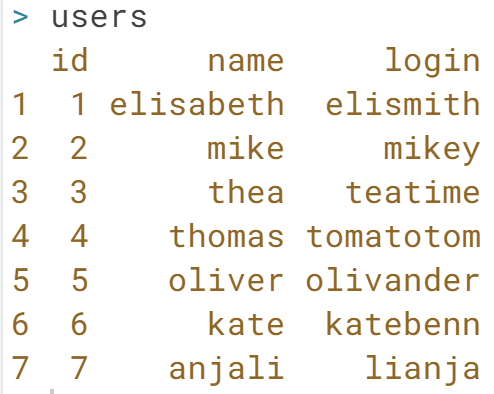 > users
  id      name     login
1  1 elisabeth  elismith
2  2      mike     mikey
3  3      thea   teatime
4  4    thomas tomatotom
5  5    oliver olivander
6  6      kate  katebenn
7  7    anjali    lianja